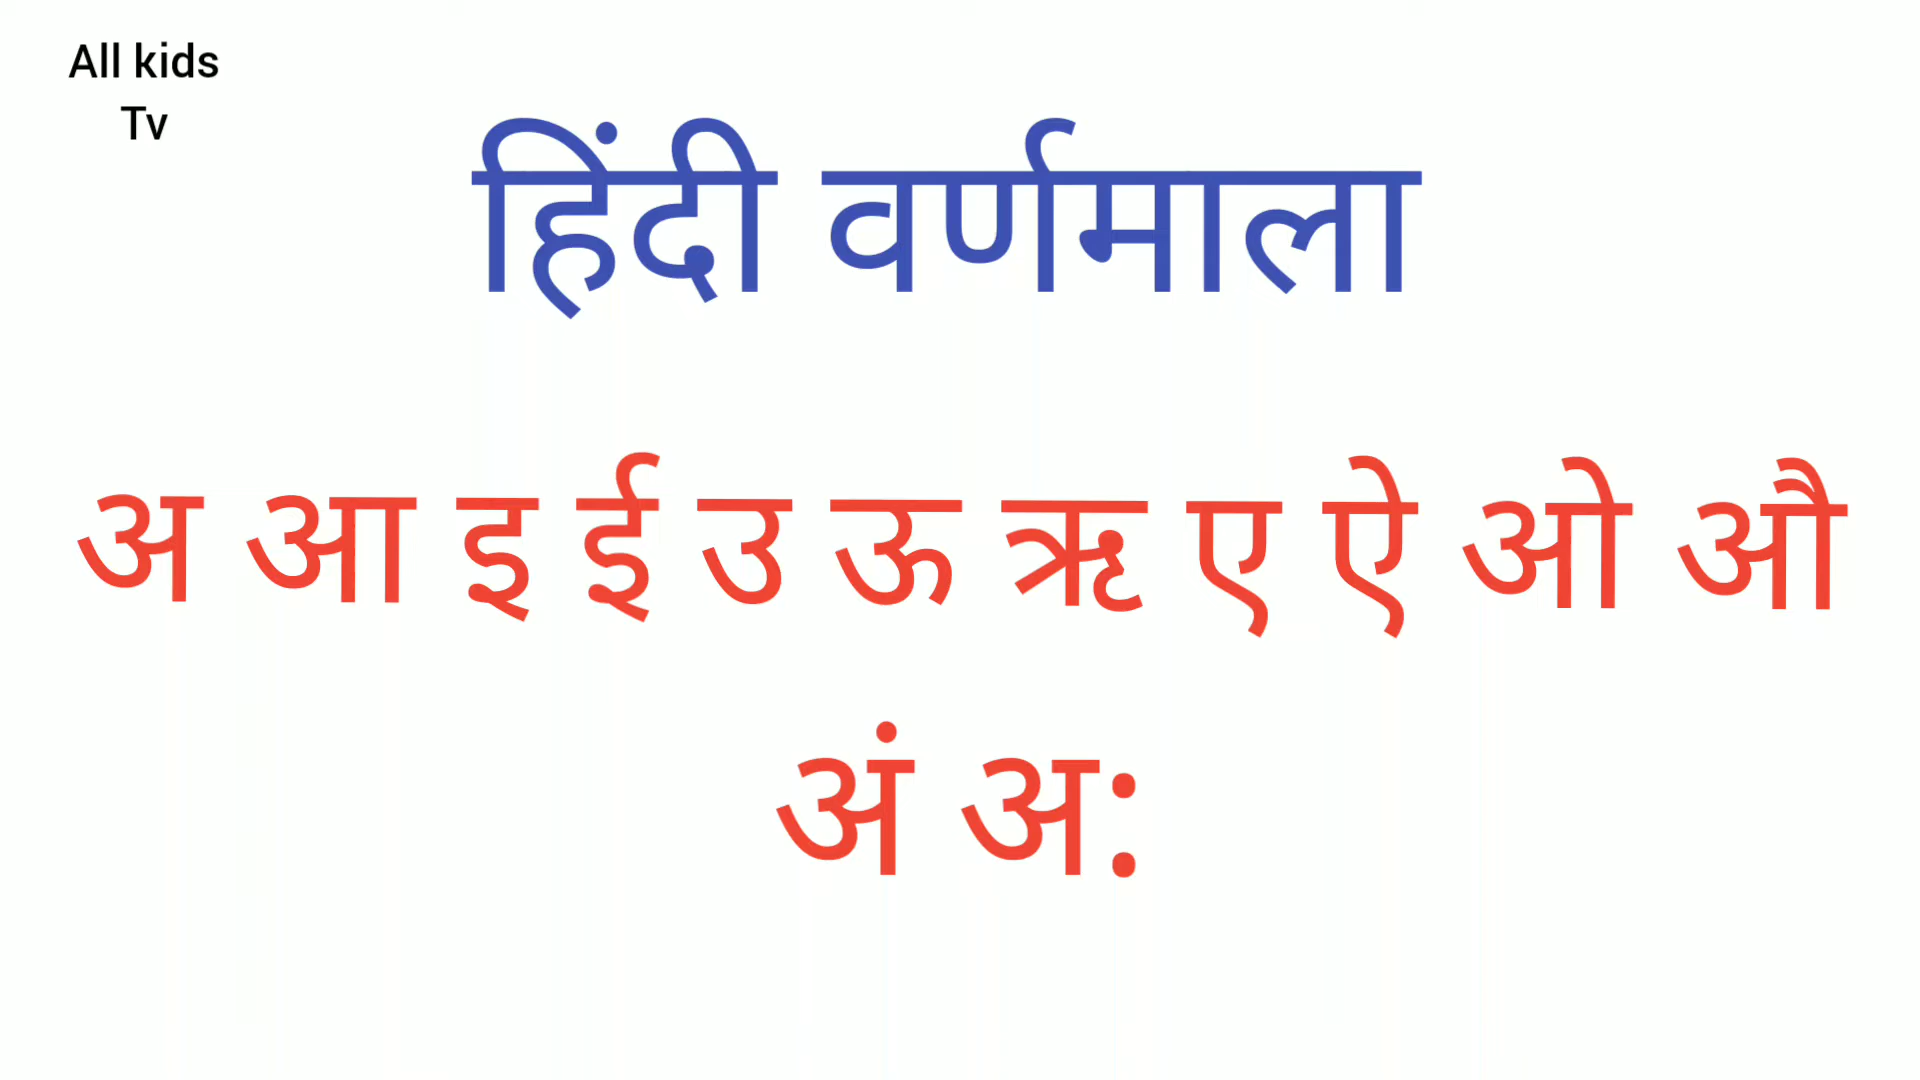 All kids
Tv
हिंदी वर्णमाला
अ आ इ ई उ ऊ ऋ ए ऐ ओ औ
अं अ: